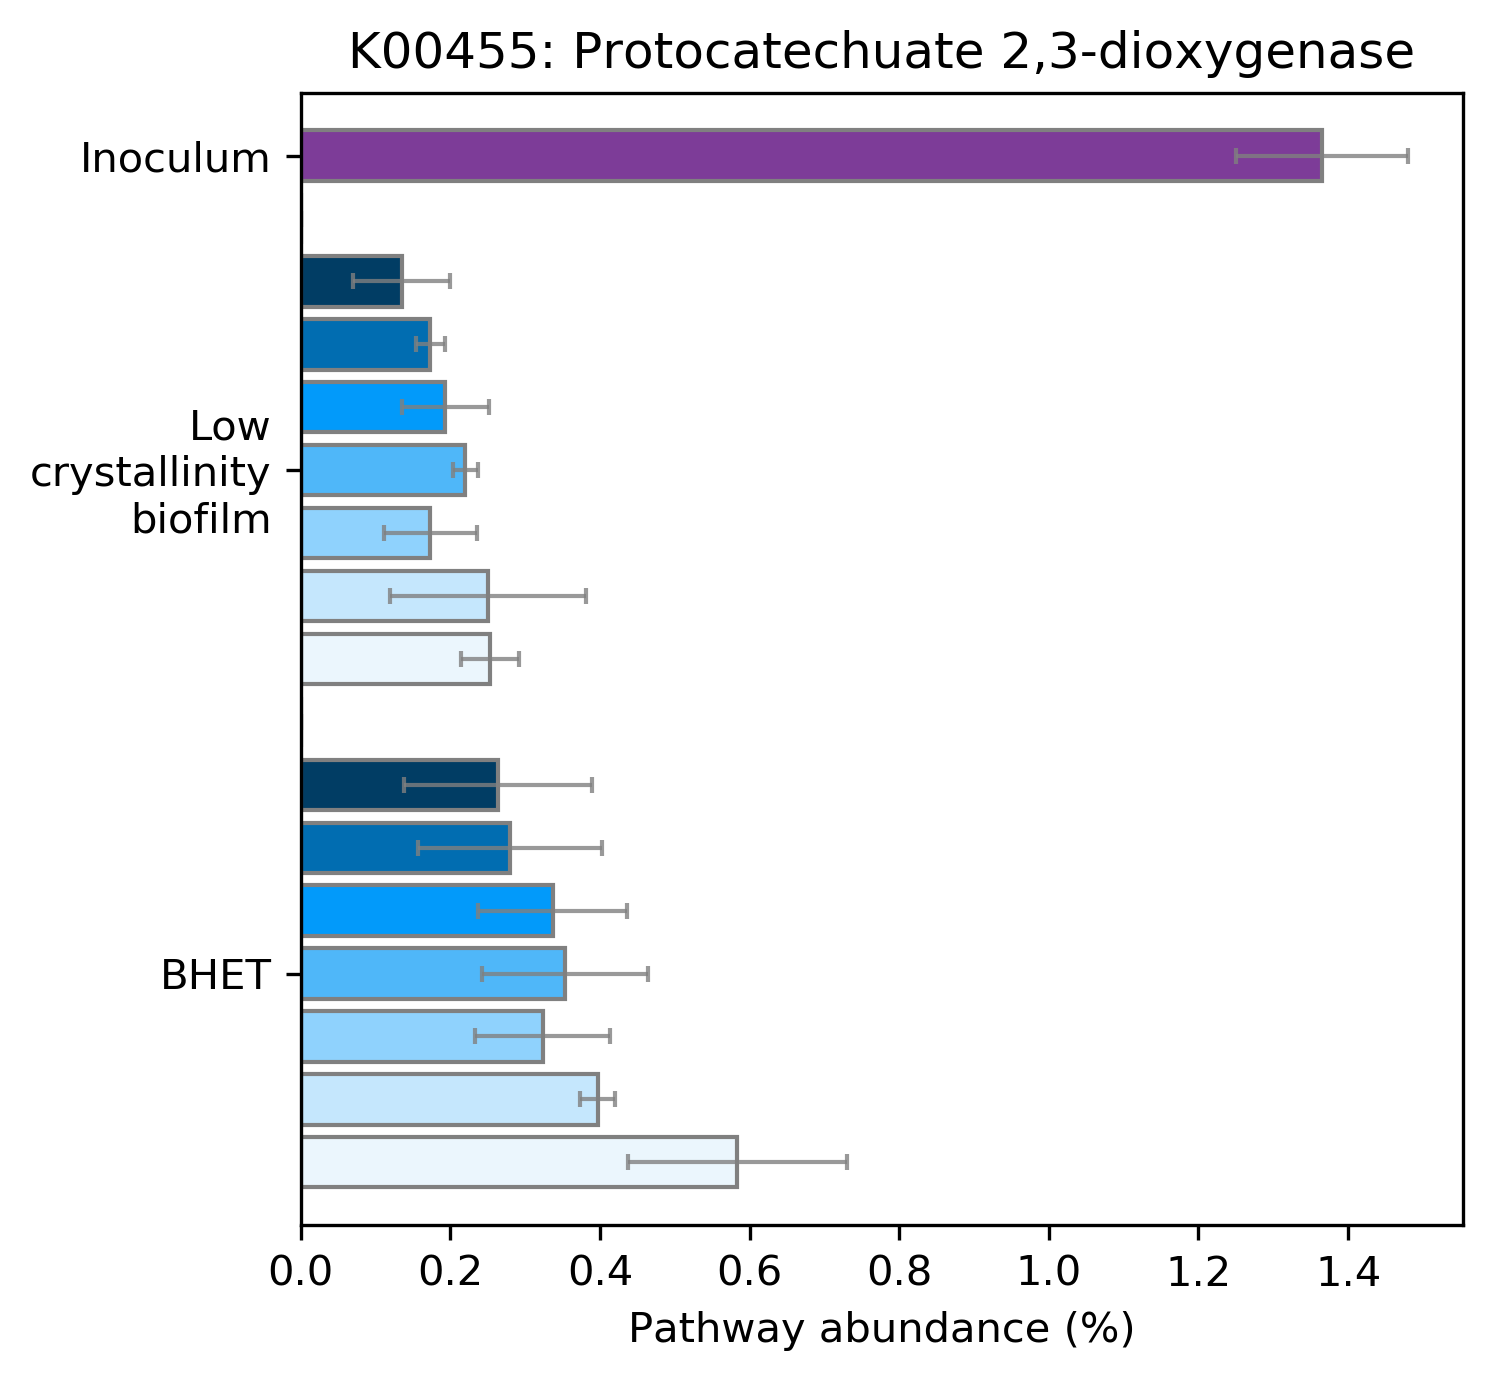 K00455: Protocatechuate 2,3-dioxygenase
Inoculum
Low
crystallinity
biofilm
BHET
0.0 0.2 0.4 0.6 0.8 1.0 1.2 1.4
Pathway abundance (%)